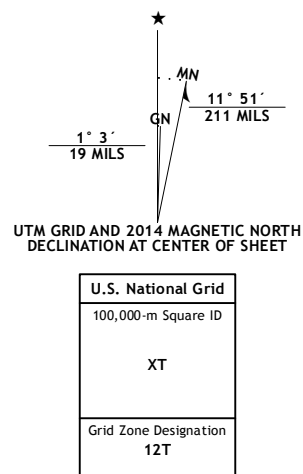 ★
MN
11° 51´
211 MILS
GN
1° 3´
19 MILS
UTM GRID AND 2014 MAGNETIC NORTH
DECLINATION AT CENTER OF SHEET
U.S. National Grid
100,000-m Square ID
XT
Grid Zone Designation
12T